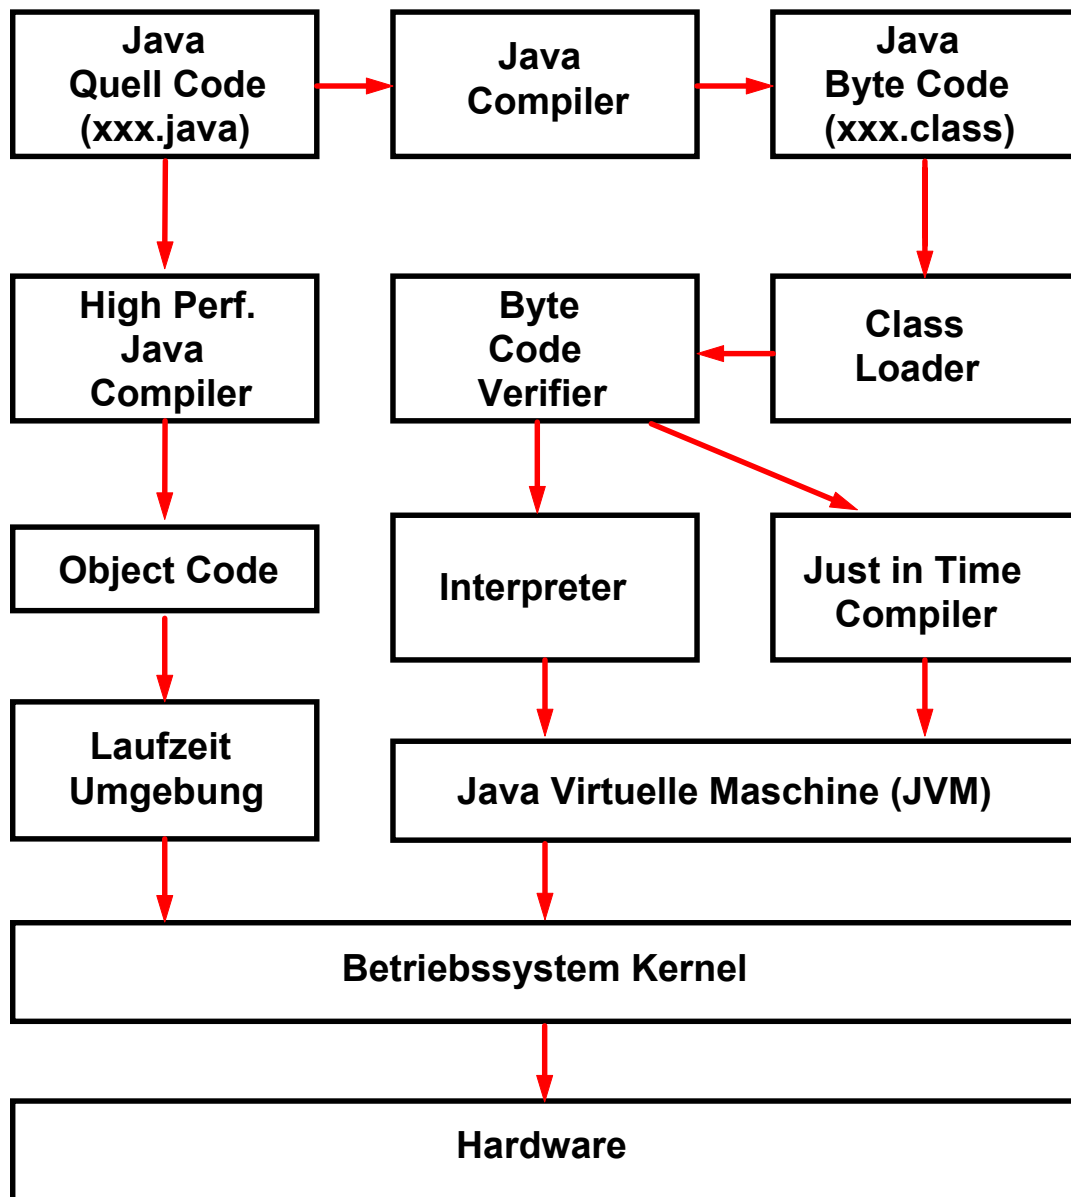 Java
Quell Code
(xxx.java)
Java
Compiler
Java
Byte Code
(xxx.class)
High Perf.
Java
Compiler
Byte
Code
Verifier
Class
Loader
Object Code
Interpreter
Just in Time
Compiler
Laufzeit
Umgebung
Java Virtuelle Maschine (JVM)
Betriebssystem Kernel
Hardware